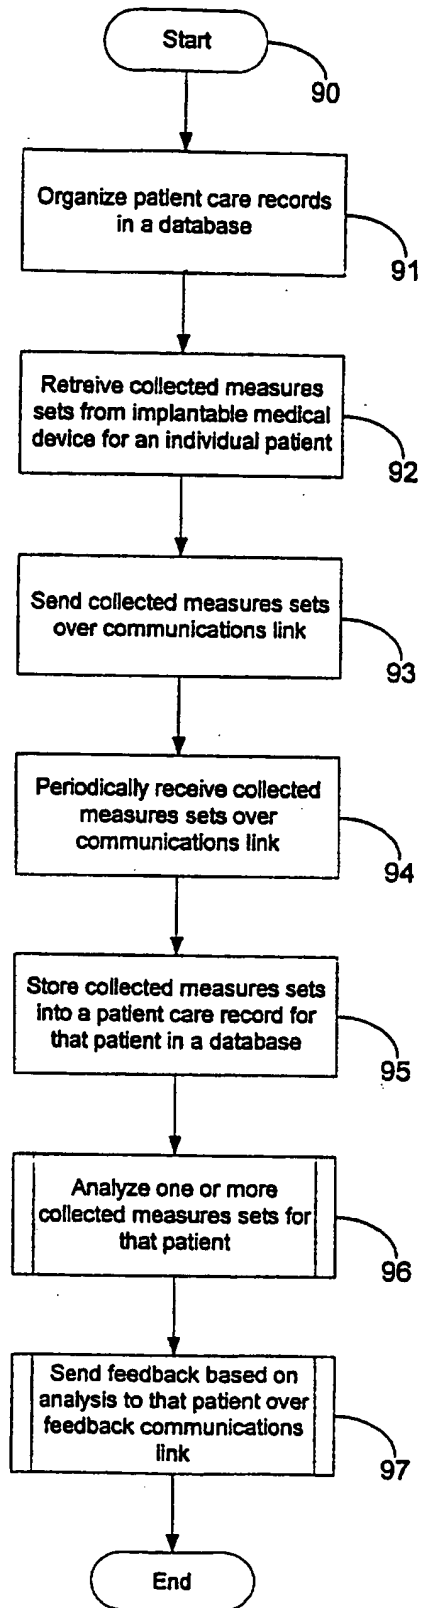 Start
90
Organize patient care records
in a database
91
Retreive collected measures
sets from implantable medical
device for an individual patient
92
Send collected measures sets
over communications link
93
Periodically receive collected
measures sets over
communications link
94
Store collected measures sets
into a patient care record for
that patient in a database
95
Analyze one or more
collected measures sets for
that patient
96
Send feedback based on
analysis to that patient over
feedback communications
link
97
End